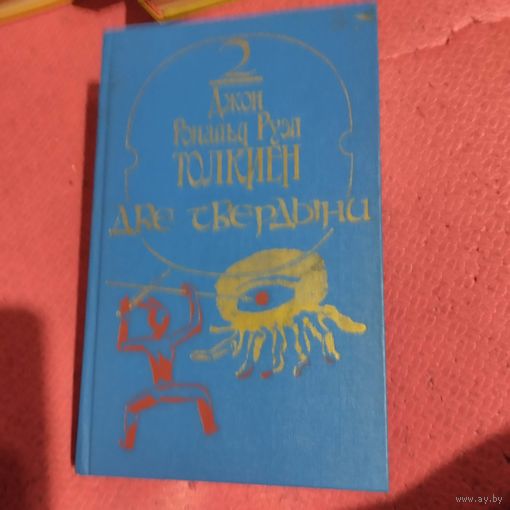 2
Джон
Рональд Руэл
ТОЛКИЕН
ДВЕ ТВЕРДЫНИ
www.ay.by